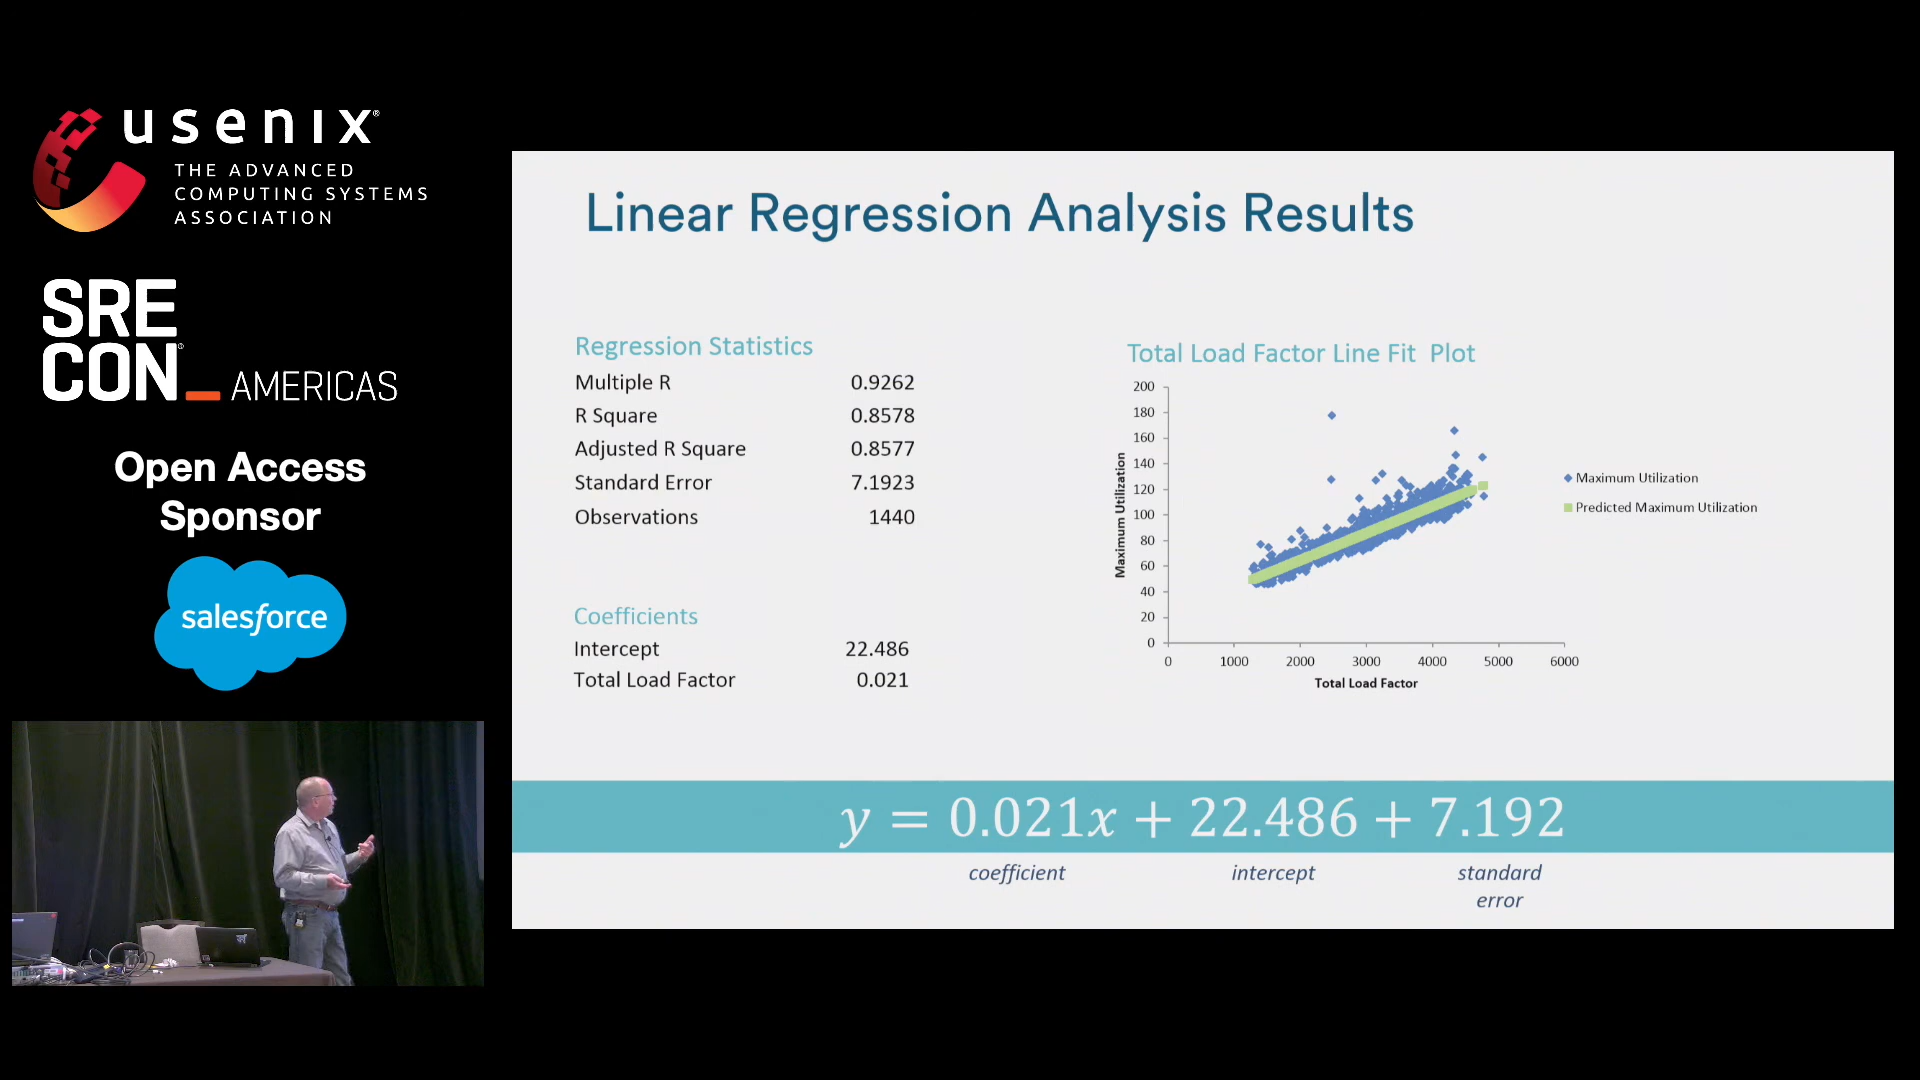 usenix®
THE ADVANCED
COMPUTING SYSTEMS
ASSOCIATION
SRE
CON®_AMERICAS
Open Access
Sponsor
salesforce
Linear Regression Analysis Results
Regression Statistics
Multiple R 0.9262
R Square 0.8578
Adjusted R Square 0.8577
Standard Error 7.1923
Observations 1440
Coefficients
Intercept 22.486
Total Load Factor 0.021
Total Load Factor Line Fit Plot
200
180
160
140
120
100
80
60
40
20
0
Maximum Utilization
0 1000 2000 3000 4000 5000 6000
Total Load Factor
Maximum Utilization
Predicted Maximum Utilization
y = 0.021x + 22.486 + 7.192
coefficient intercept standard
error